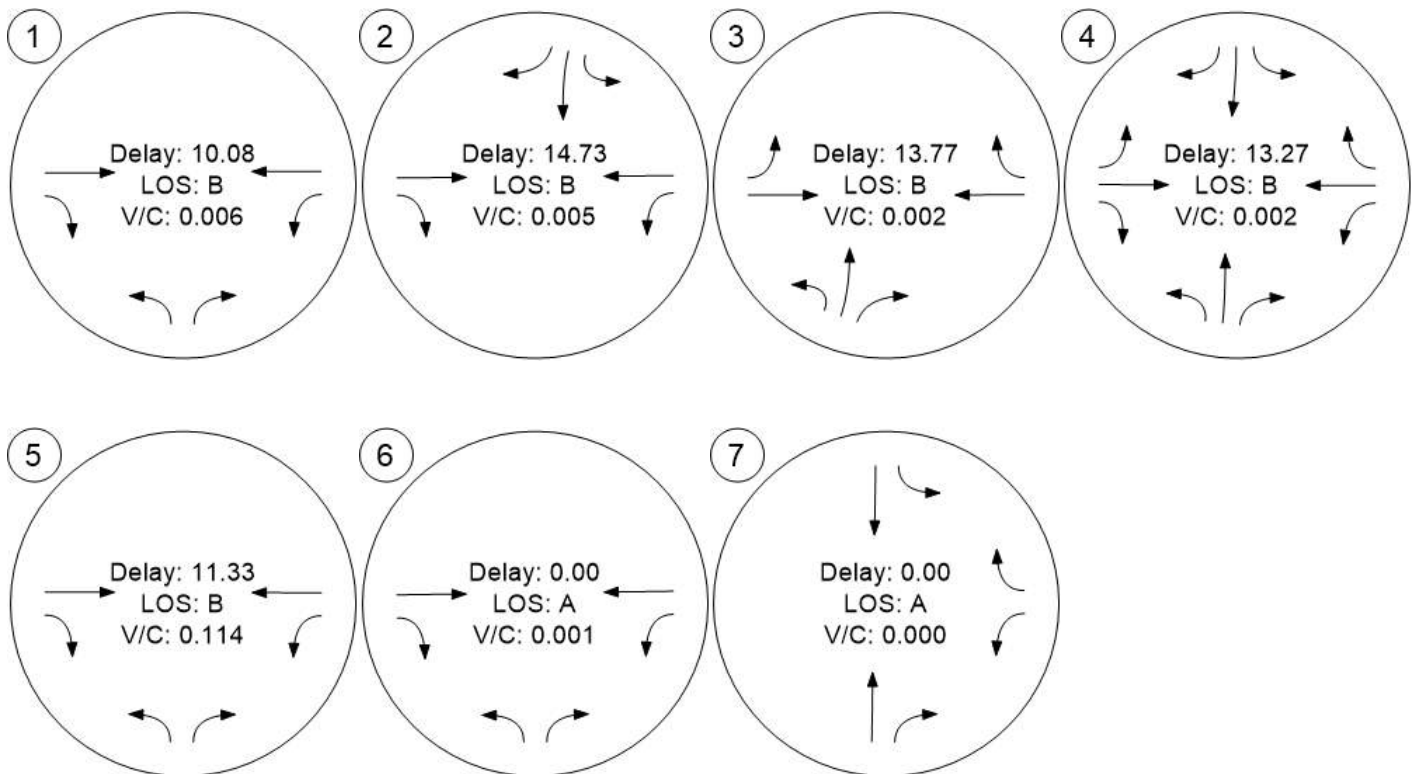 1
Delay: 10.08
LOS: B
V/C: 0.006
2
Delay: 14.73
LOS: B
V/C: 0.005
3
Delay: 13.77
LOS: B
V/C: 0.002
4
Delay: 13.27
LOS: B
V/C: 0.002
5
Delay: 11.33
LOS: B
V/C: 0.114
6
Delay: 0.00
LOS: A
V/C: 0.001
7
Delay: 0.00
LOS: A
V/C: 0.000